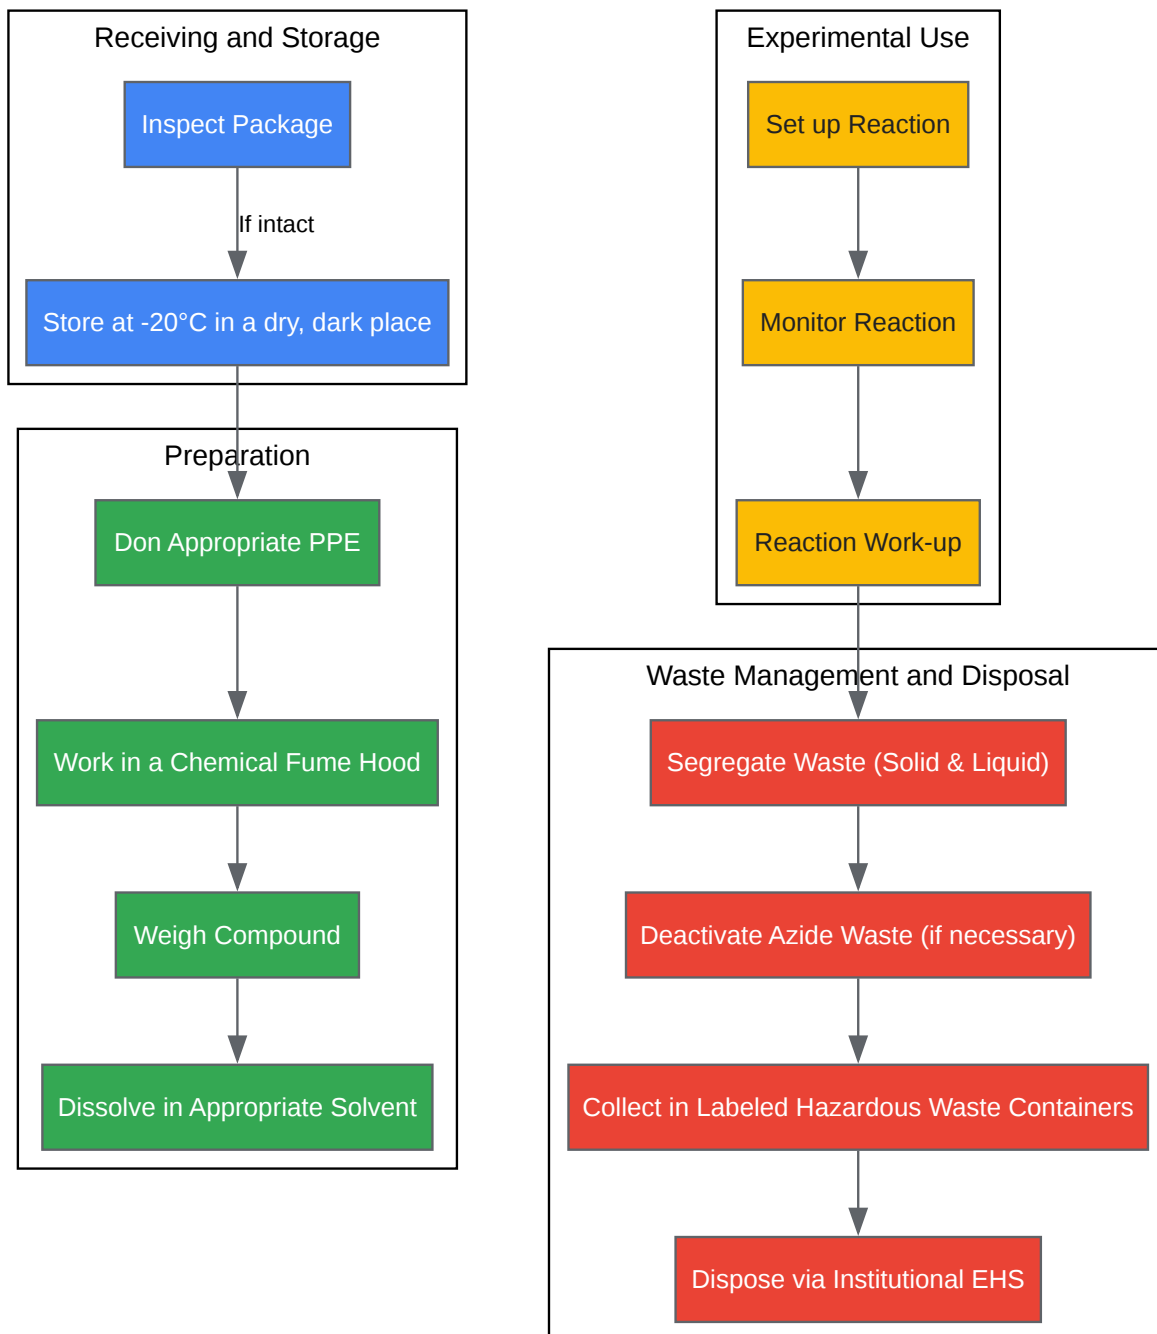 Receiving and Storage
Inspect Package
If intact
Store at -20°C in a dry, dark place
Preparation
Don Appropriate PPE
Work in a Chemical Fume Hood
Weigh Compound
Dissolve in Appropriate Solvent
Experimental Use
Set up Reaction
Monitor Reaction
Reaction Work-up
Waste Management and Disposal
Segregate Waste (Solid & Liquid)
Deactivate Azide Waste (if necessary)
Collect in Labeled Hazardous Waste Containers
Dispose via Institutional EHS